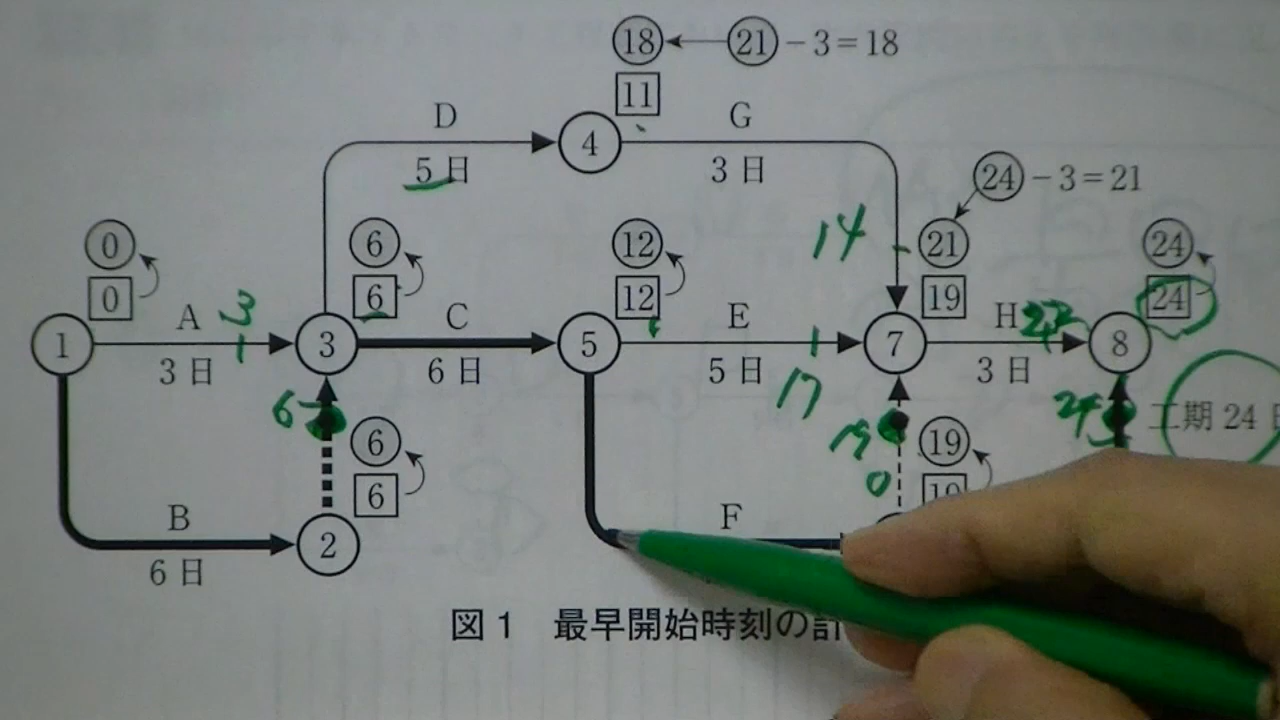 ⑱ ← ㉑ −3=18
11
D
G
5日
④
3日
㉔ −3=21
0
0
6
6
12
12
14
21
19
24
24
A
3
C
E
H
22
1
3
5
7
8
3日
6日
5日
3日
17
6
6
6
19
0
19
24
工期 24
B
6日
2
F
図1 最早開始時刻の計